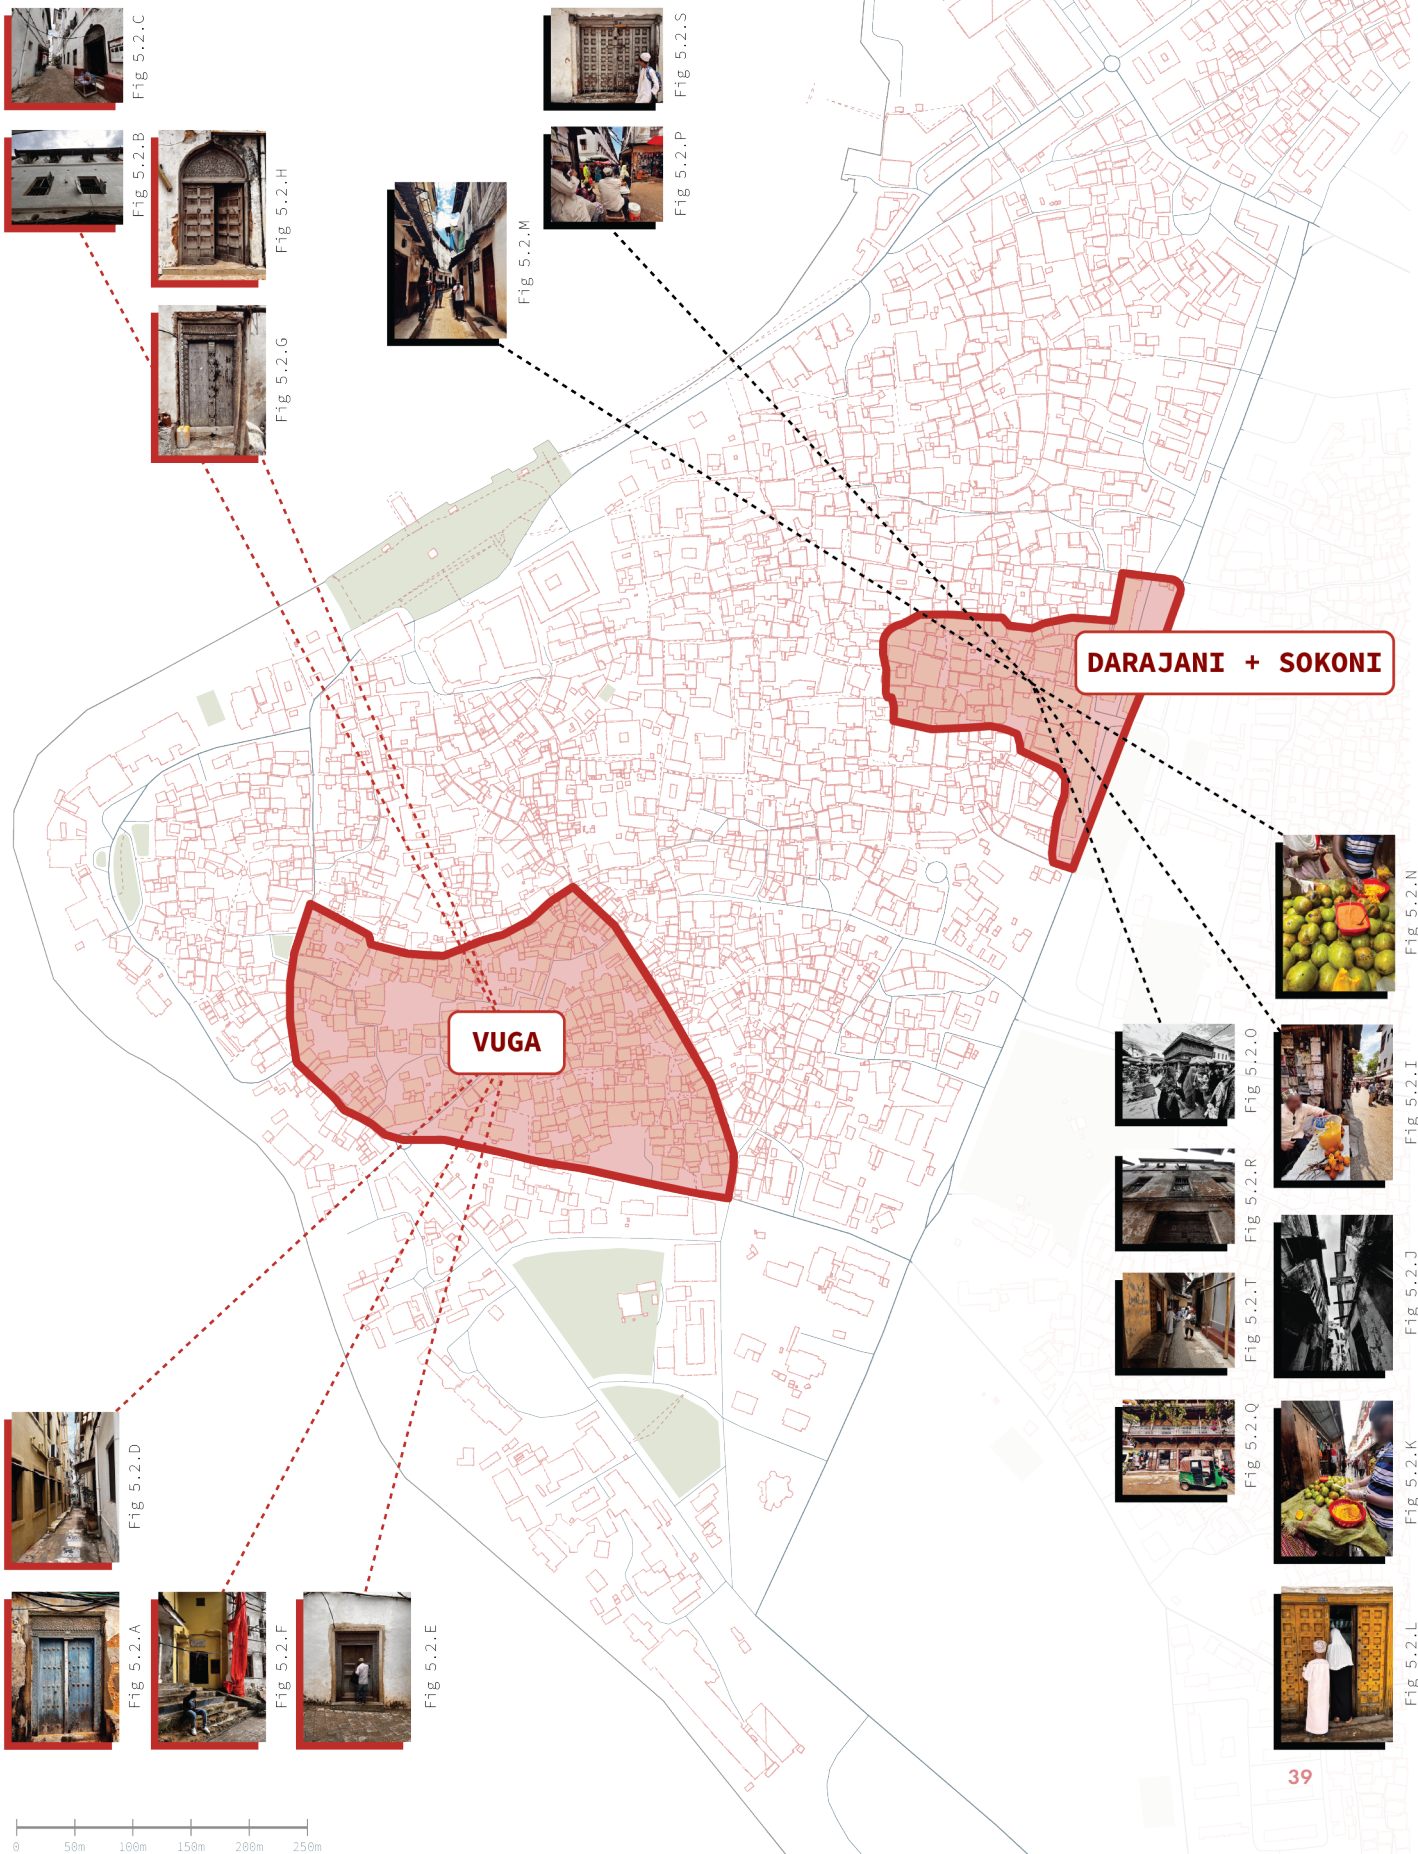 Fig 5.2.C
Fig 5.2.S
Fig 5.2.B
Fig 5.2.H
Fig 5.2.P
Fig 5.2.M
Fig 5.2.G
DARAJANI + SOKONI
VUGA
Fig 5.2.N
Fig 5.2.O
Fig 5.2.I
Fig 5.2.R
Fig 5.2.J
Fig 5.2.T
Fig 5.2.Q
Fig 5.2.K
Fig 5.2.D
Fig 5.2.A
Fig 5.2.F
Fig 5.2.E
Fig 5.2.L
39
0 50m 100m 150m 200m 250m